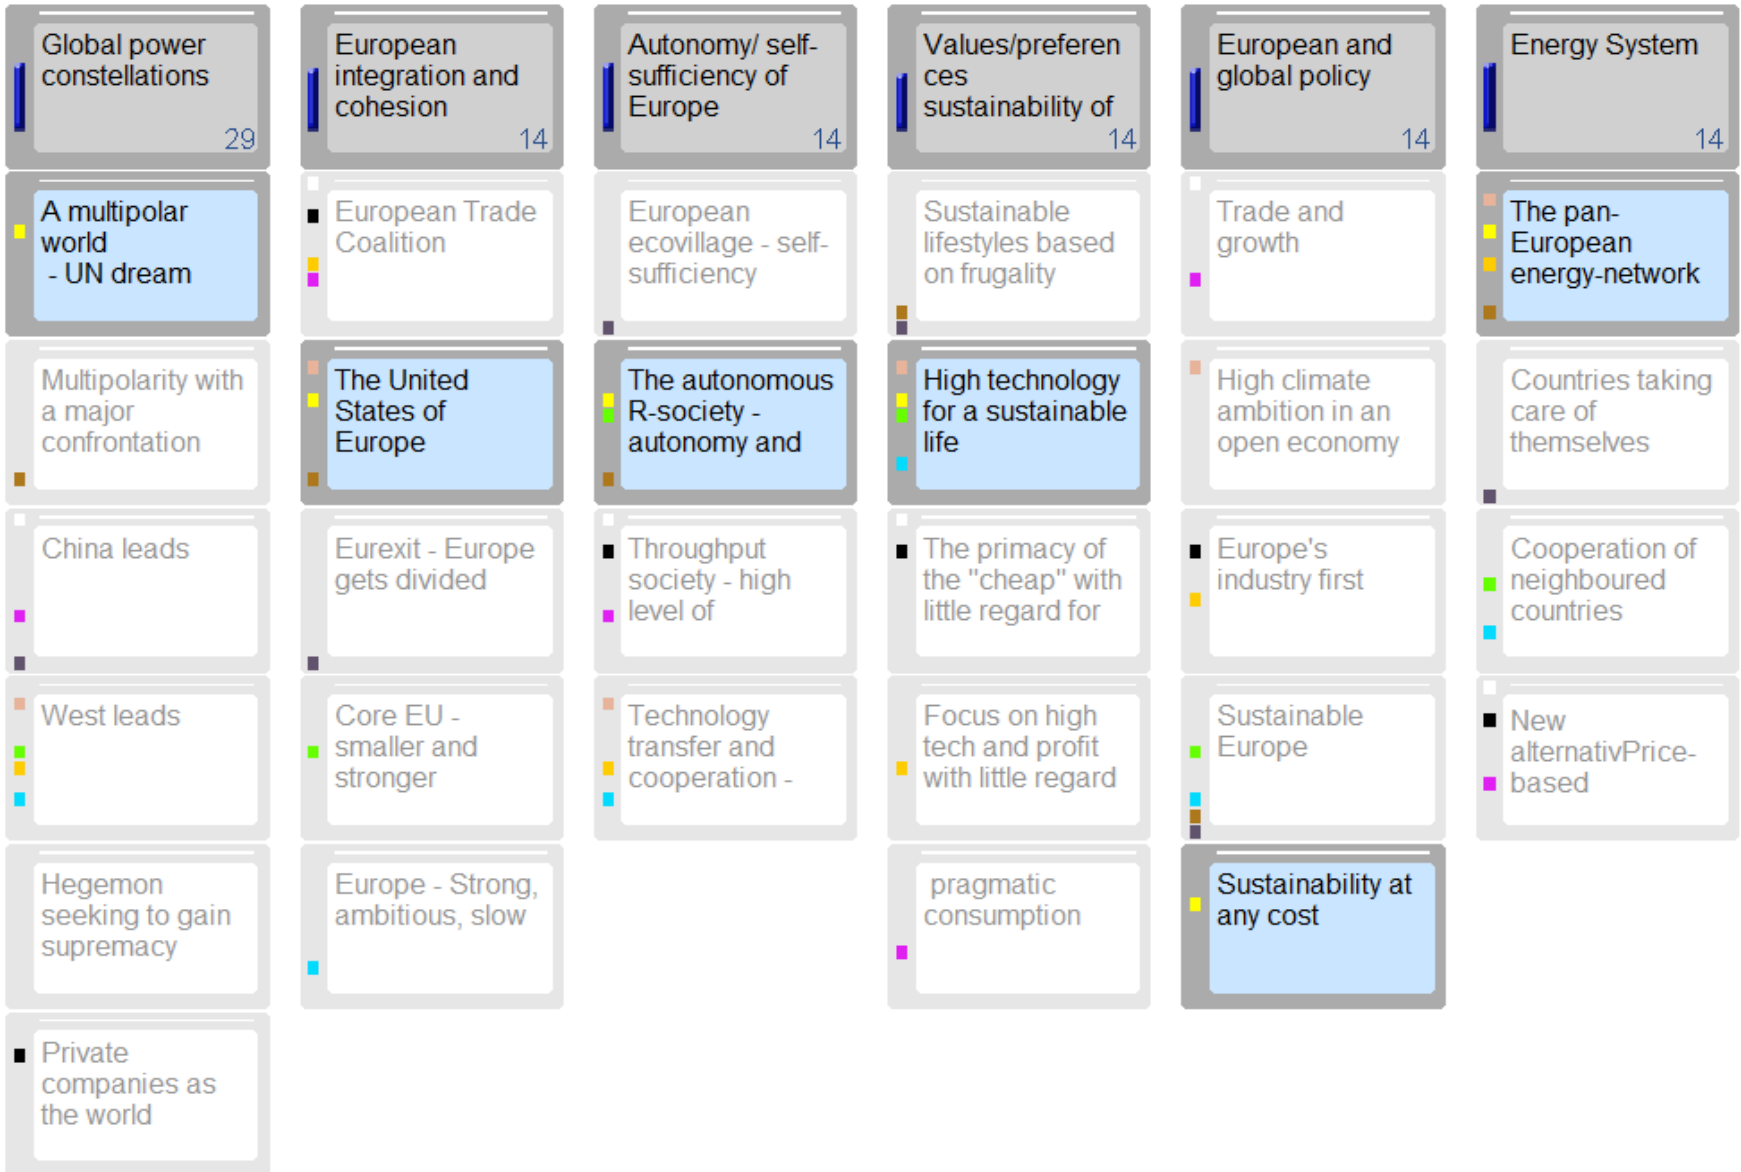 Global power
constellations
29
European
integration and
cohesion
14
Autonomy/ self-
sufficiency of
Europe
14
Values/preferen
ces
sustainability of
14
European and
global policy
14
Energy System
14
A multipolar
world
- UN dream
European Trade
Coalition
European
ecovillage - self-
sufficiency
Sustainable
lifestyles based
on frugality
Trade and
growth
The pan-
European
energy-network
Multipolarity with
a major
confrontation
The United
States of
Europe
The autonomous
R-society -
autonomy and
High technology
for a sustainable
life
High climate
ambition in an
open economy
Countries taking
care of
themselves
China leads
Eurexit - Europe
gets divided
Throughput
society - high
level of
The primacy of
the "cheap" with
little regard for
Europe's
industry first
Cooperation of
neighboured
countries
West leads
Core EU -
smaller and
stronger
Technology
transfer and
cooperation -
Focus on high
tech and profit
with little regard
Sustainable
Europe
New
alternativPrice-
based
Hegemon
seeking to gain
supremacy
Europe - Strong,
ambitious, slow
pragmatic
consumption
Sustainability at
any cost
Private
companies as
the world